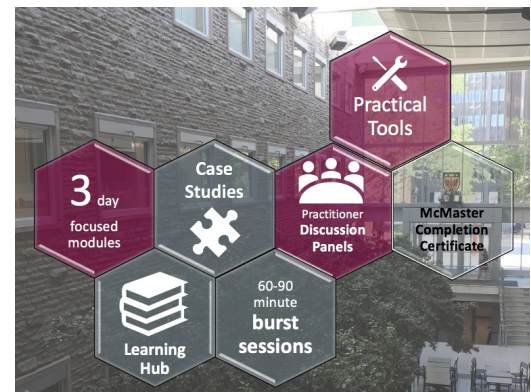 Practical
Tools
3 day
focused
modules
Case
Studies
Practitioner
Discussion
Panels
McMaster
Completion
Certificate
Learning
Hub
60-90
minute
burst
sessions